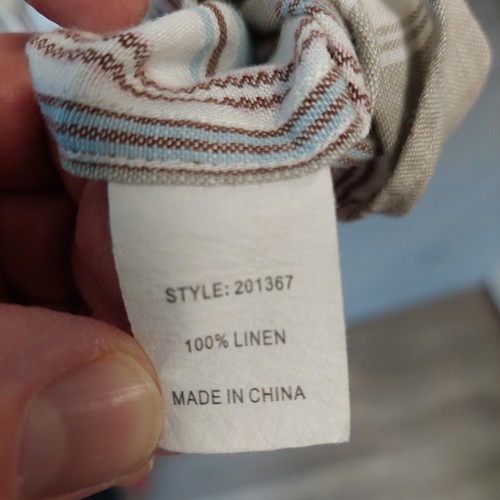 STYLE: 201367
100% LINEN
MADE IN CHINA